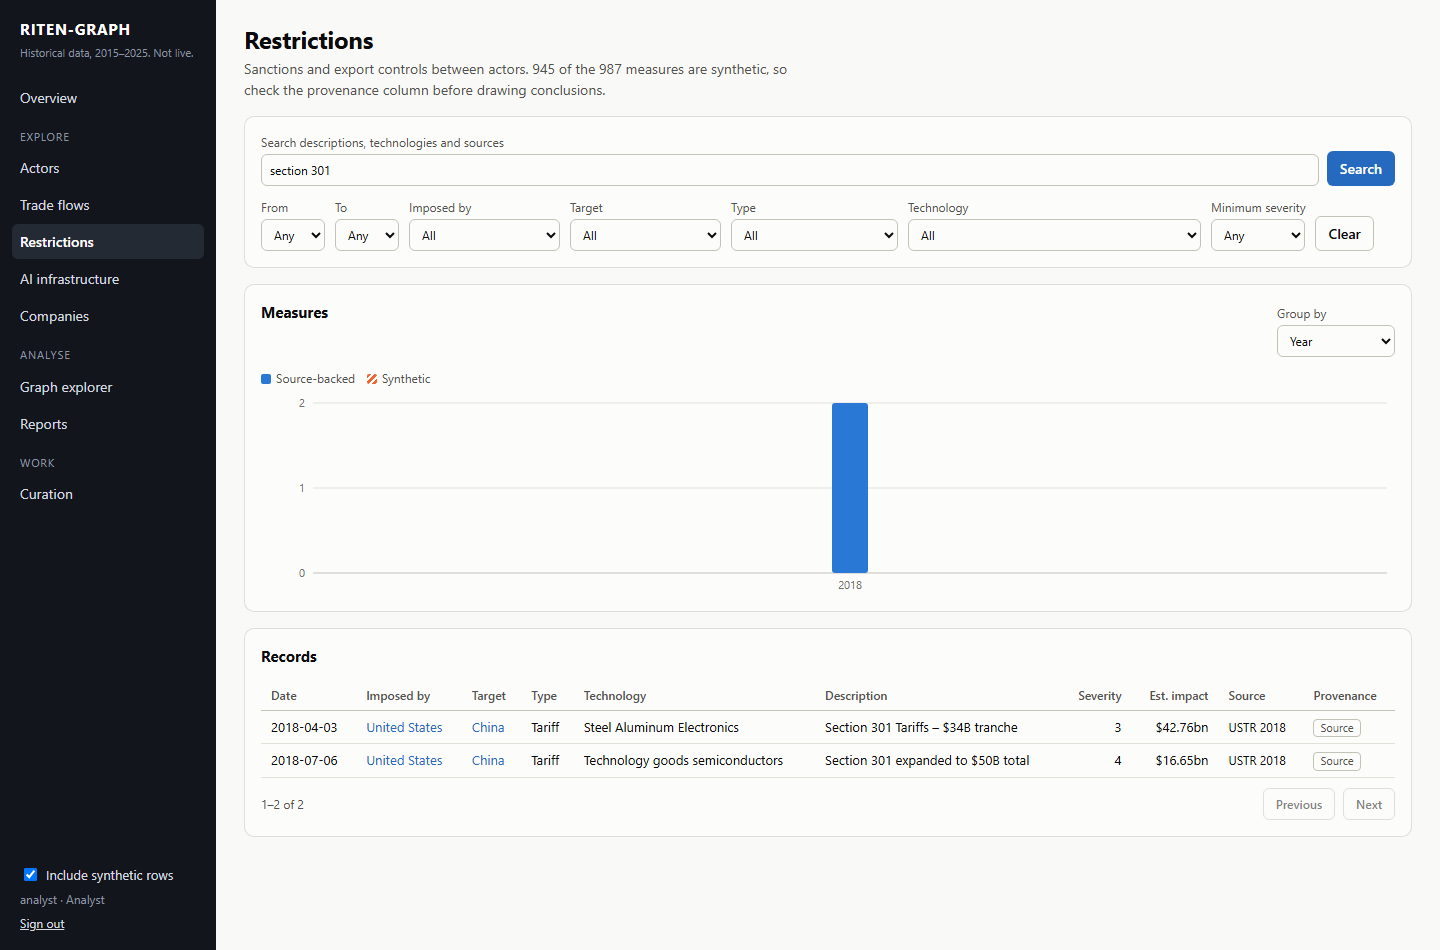 RITEN-GRAPH
Historical data, 2015–2025. Not live.
Overview
EXPLORE
Actors
Trade flows
Restrictions
AI infrastructure
Companies
ANALYSE
Graph explorer
Reports
WORK
Curation
Include synthetic rows
analyst · Analyst
Sign out
Restrictions
Sanctions and export controls between actors. 945 of the 987 measures are synthetic, so
check the provenance column before drawing conclusions.
Search descriptions, technologies and sources
section 301 Search
From To Imposed by Target Type Technology Minimum severity
Any Any All All All All Any Clear
Measures
Group by
Year
Source-backed Synthetic
2
1
0
2018
Records
Date Imposed by Target Type Technology Description Severity Est. impact Source Provenance
2018-04-03 United States China Tariff Steel Aluminum Electronics Section 301 Tariffs – $34B tranche 3 $42.76bn USTR 2018 Source
2018-07-06 United States China Tariff Technology goods semiconductors Section 301 expanded to $50B total 4 $16.65bn USTR 2018 Source
1–2 of 2 Previous Next